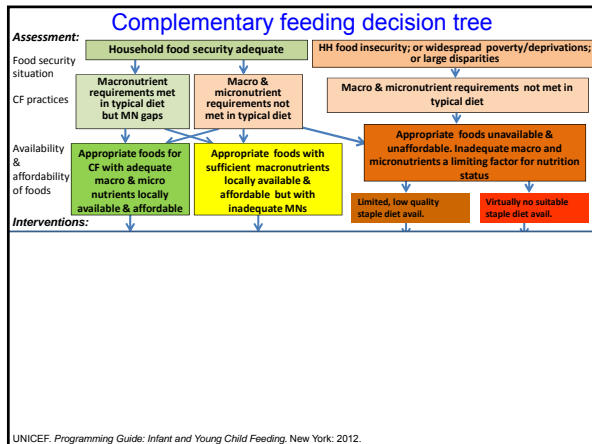 Complementary feeding decision tree
Assessment:
Household food security adequate
HH food insecurity; or widespread poverty/deprivations;
or large disparities
Food security
situation
CF practices
Macronutrient
requirements met
in typical diet
but MN gaps
Macro &
micronutrient
requirements not
met in typical diet
Macro & micronutrient requirements not met in
typical diet
Availability
&
affordability
of foods
Appropriate foods for
CF with adequate
macro & micro
nutrients locally
available & affordable
Appropriate foods with
sufficient macronutrients
locally available &
affordable but with
inadequate MNs
Appropriate foods unavailable &
unaffordable. Inadequate macro and
micronutrients a limiting factor for nutrition
status
Limited, low quality
staple diet avail.
Virtually no suitable
staple diet avail.
Interventions:
UNICEF. Programming Guide: Infant and Young Child Feeding. New York: 2012.